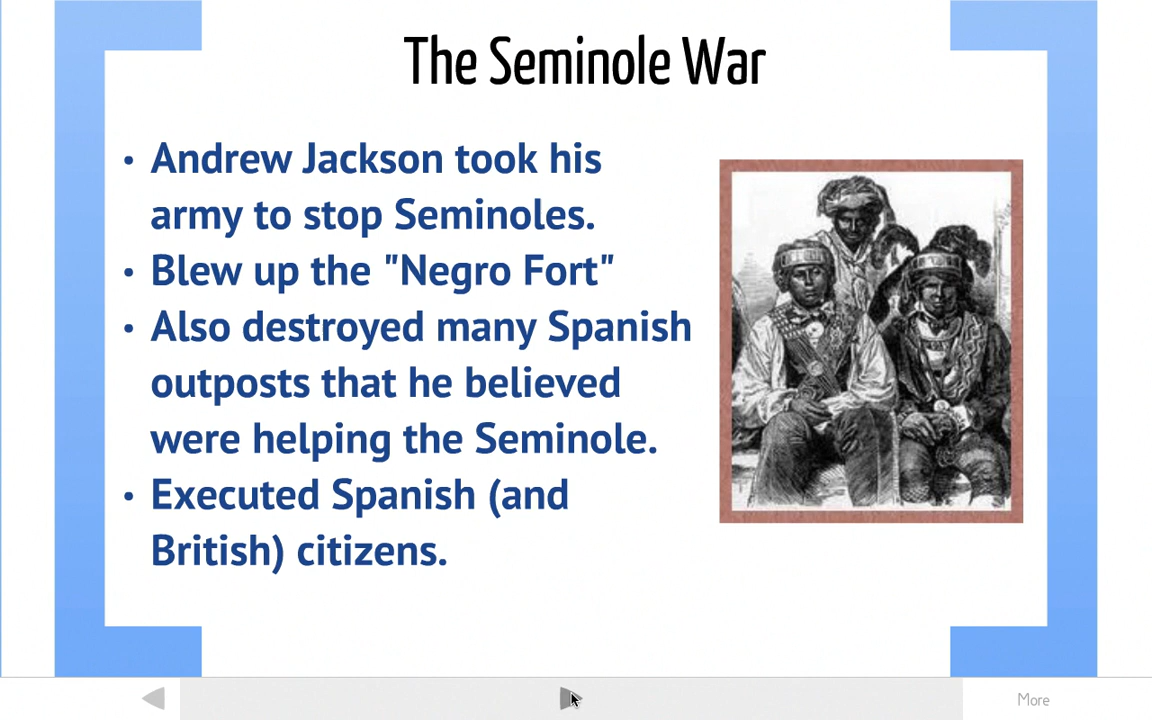 The Seminole War
• Andrew Jackson took his
army to stop Seminoles.
• Blew up the "Negro Fort"
• Also destroyed many Spanish
outposts that he believed
were helping the Seminole.
• Executed Spanish (and
British) citizens.
More